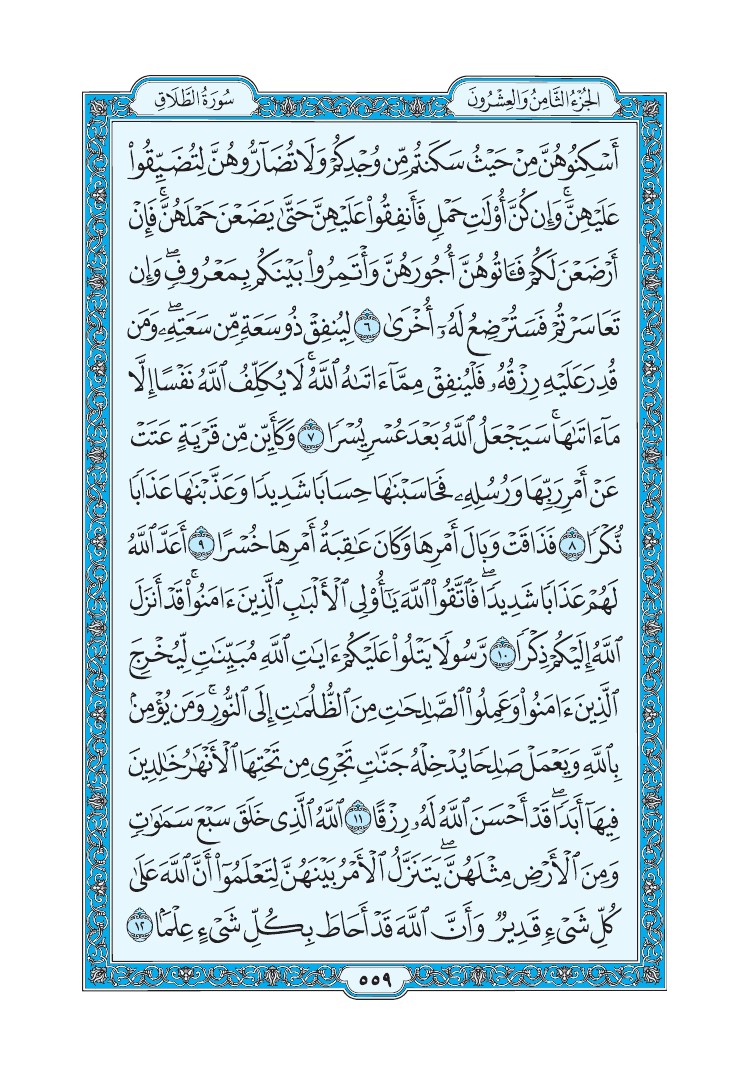 الجُزْءُ الثَّامِنُ وَالعِشْرُونَ
سُورَةُ الطَّلَاقِ
أَسۡكِنُوهُنَّ مِنۡ حَيۡثُ سَكَنتُم مِّن وُجۡدِكُمۡ وَلَا تُضَآرُّوهُنَّ لِتُضَيِّقُواْ
عَلَيۡهِنَّۚ وَإِن كُنَّ أُوْلَٰتِ حَمۡلٖ فَأَنفِقُواْ عَلَيۡهِنَّ حَتَّىٰ يَضَعۡنَ حَمۡلَهُنَّۚ فَإِنۡ
أَرۡضَعۡنَ لَكُمۡ فَـَٔاتُوهُنَّ أُجُورَهُنَّ وَأۡتَمِرُواْ بَيۡنَكُم بِمَعۡرُوفٖۖ وَإِن
تَعَاسَرۡتُمۡ فَسَتُرۡضِعُ لَهُۥٓ أُخۡرَىٰ ٦ لِيُنفِقۡ ذُو سَعَةٖ مِّن سَعَتِهِۦۖ وَمَن
قُدِرَ عَلَيۡهِ رِزۡقُهُۥ فَلۡيُنفِقۡ مِمَّآ ءَاتَىٰهُ ٱللَّهُۚ لَا يُكَلِّفُ ٱللَّهُ نَفۡسًا إِلَّا
مَآ ءَاتَىٰهَاۚ سَيَجۡعَلُ ٱللَّهُ بَعۡدَ عُسۡرٖ يُسۡرٗا ٧ وَكَأَيِّن مِّن قَرۡيَةٍ عَتَتۡ
عَنۡ أَمۡرِ رَبِّهَا وَرُسُلِهِۦ فَحَاسَبۡنَٰهَا حِسَابٗا شَدِيدٗا وَعَذَّبۡنَٰهَا عَذَابٗا
نُّكۡرٗا ٨ فَذَاقَتۡ وَبَالَ أَمۡرِهَا وَكَانَ عَٰقِبَةُ أَمۡرِهَا خُسۡرًا ٩ أَعَدَّ ٱللَّهُ
لَهُمۡ عَذَابٗا شَدِيدٗاۖ فَٱتَّقُواْ ٱللَّهَ يَٰٓأُوْلِي ٱلۡأَلۡبَٰبِ ٱلَّذِينَ ءَامَنُواْۚ قَدۡ أَنزَلَ
ٱللَّهُ إِلَيۡكُمۡ ذِكۡرٗا ١٠ رَّسُولٗا يَتۡلُواْ عَلَيۡكُمۡ ءَايَٰتِ ٱللَّهِ مُبَيِّنَٰتٖ لِّيُخۡرِجَ
ٱلَّذِينَ ءَامَنُواْ وَعَمِلُواْ ٱلصَّٰلِحَٰتِ مِنَ ٱلظُّلُمَٰتِ إِلَى ٱلنُّورِۚ وَمَن يُؤۡمِنۢ
بِٱللَّهِ وَيَعۡمَلۡ صَٰلِحٗا يُدۡخِلۡهُ جَنَّٰتٖ تَجۡرِي مِن تَحۡتِهَا ٱلۡأَنۡهَٰرُ خَٰلِدِينَ
فِيهَآ أَبَدٗاۖ قَدۡ أَحۡسَنَ ٱللَّهُ لَهُۥ رِزۡقًا ١١ ٱللَّهُ ٱلَّذِي خَلَقَ سَبۡعَ سَمَٰوَٰتٖ
وَمِنَ ٱلۡأَرۡضِ مِثۡلَهُنَّۖ يَتَنَزَّلُ ٱلۡأَمۡرُ بَيۡنَهُنَّ لِتَعۡلَمُوٓاْ أَنَّ ٱللَّهَ عَلَىٰ
كُلِّ شَيۡءٖ قَدِيرٞ وَأَنَّ ٱللَّهَ قَدۡ أَحَاطَ بِكُلِّ شَيۡءٍ عِلۡمَۢا ١٢
٥٥٩